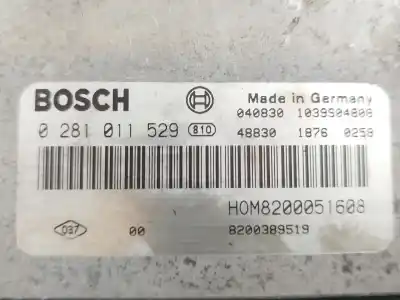 BOSCH
Made in Germany
040830 1039S04808
0 281 011 529 810
48830 1876 0258
HOM8200051608
037 00 8200389519